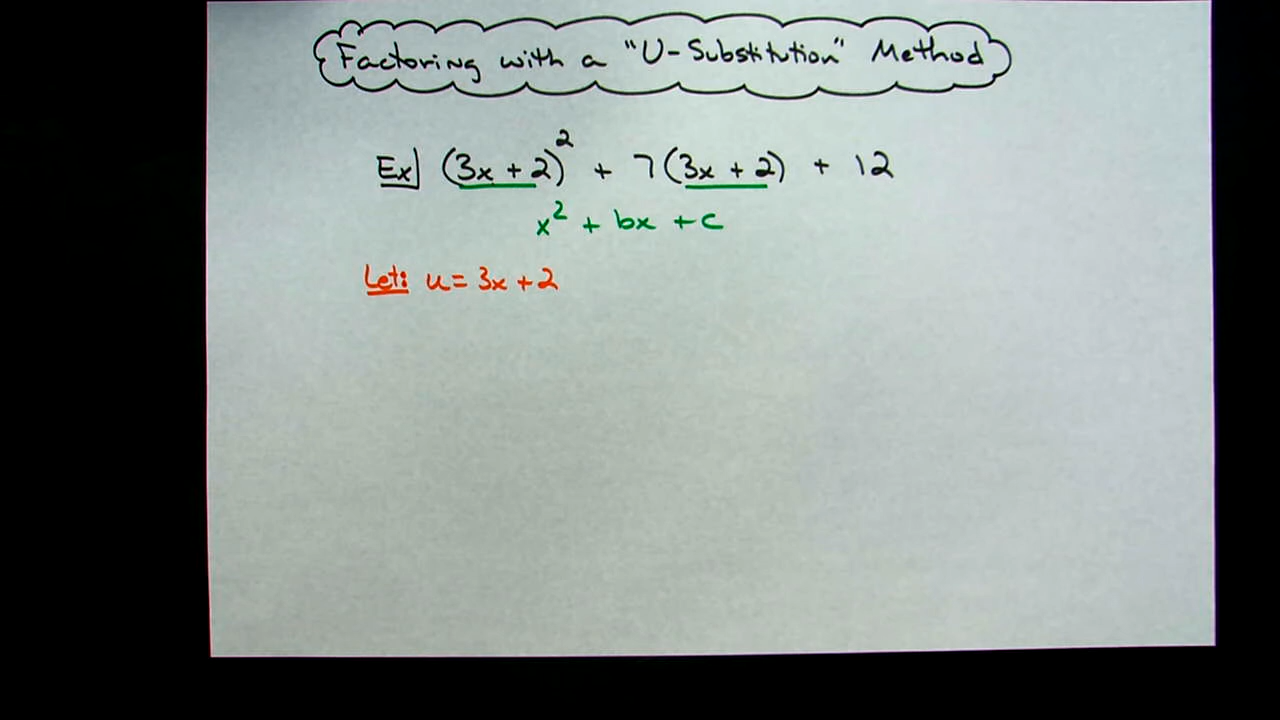 Factoring with a "U-Substitution" Method
Ex] (3x + 2)² + 7(3x + 2) + 12
x² + bx + c
Let: u = 3x + 2